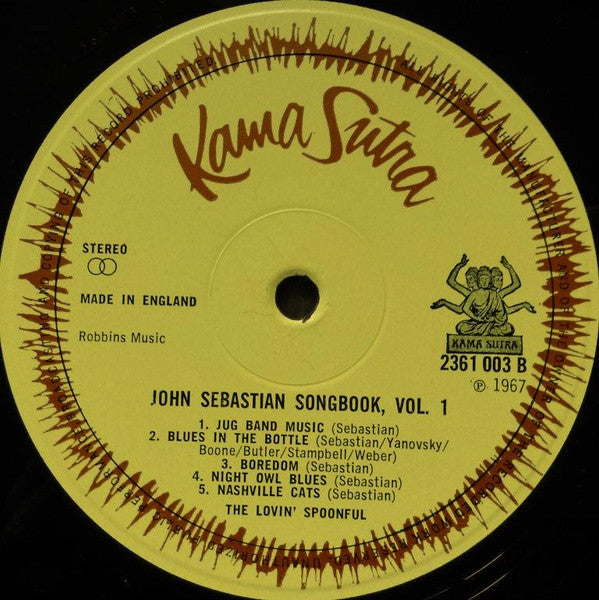 Kama Sutra
STEREO
MADE IN ENGLAND
Robbins Music
KAMA SUTRA
2361 003 B
℗ 1967
JOHN SEBASTIAN SONGBOOK, VOL. 1
1. JUG BAND MUSIC (Sebastian)
2. BLUES IN THE BOTTLE (Sebastian/Yanovsky/
Boone/Butler/Stampbell/Weber)
3. BOREDOM (Sebastian)
4. NIGHT OWL BLUES (Sebastian)
5. NASHVILLE CATS (Sebastian)
THE LOVIN' SPOONFUL